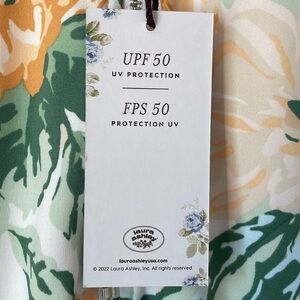 UPF 50
UV PROTECTION
FPS 50
PROTECTION UV
laura
ashley
lauraashleyusa.com
© 2022 Laura Ashley, Inc. All rights reserved.